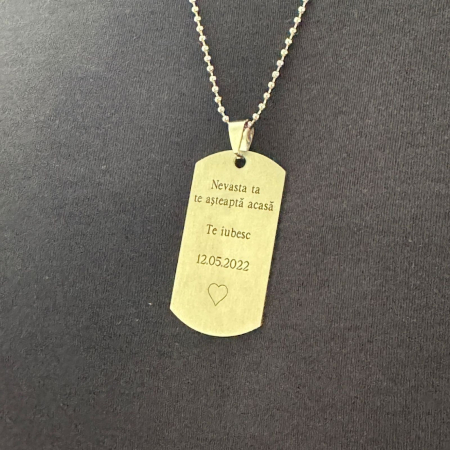 Nevasta ta
te așteaptă acasă
Te iubesc
12.05.2022